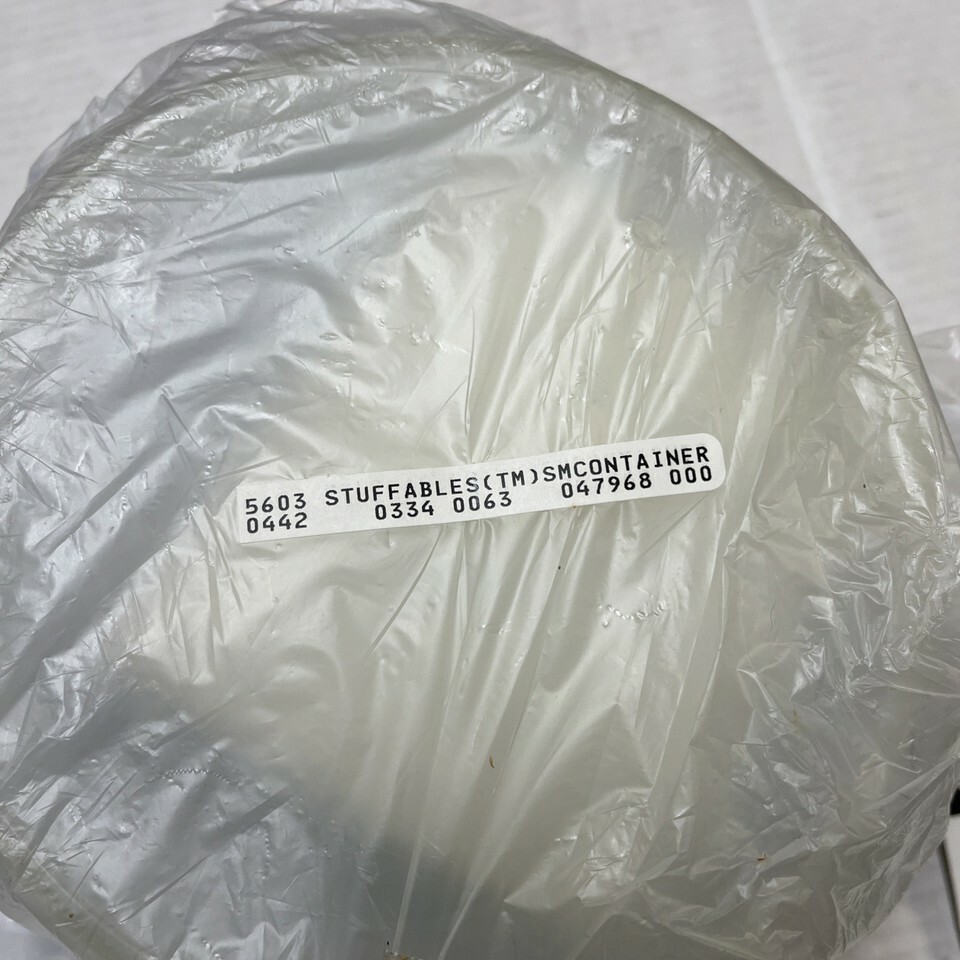 5603 STUFFABLES(TM)SMCONTAINER
0442 0334 0063 047968 000